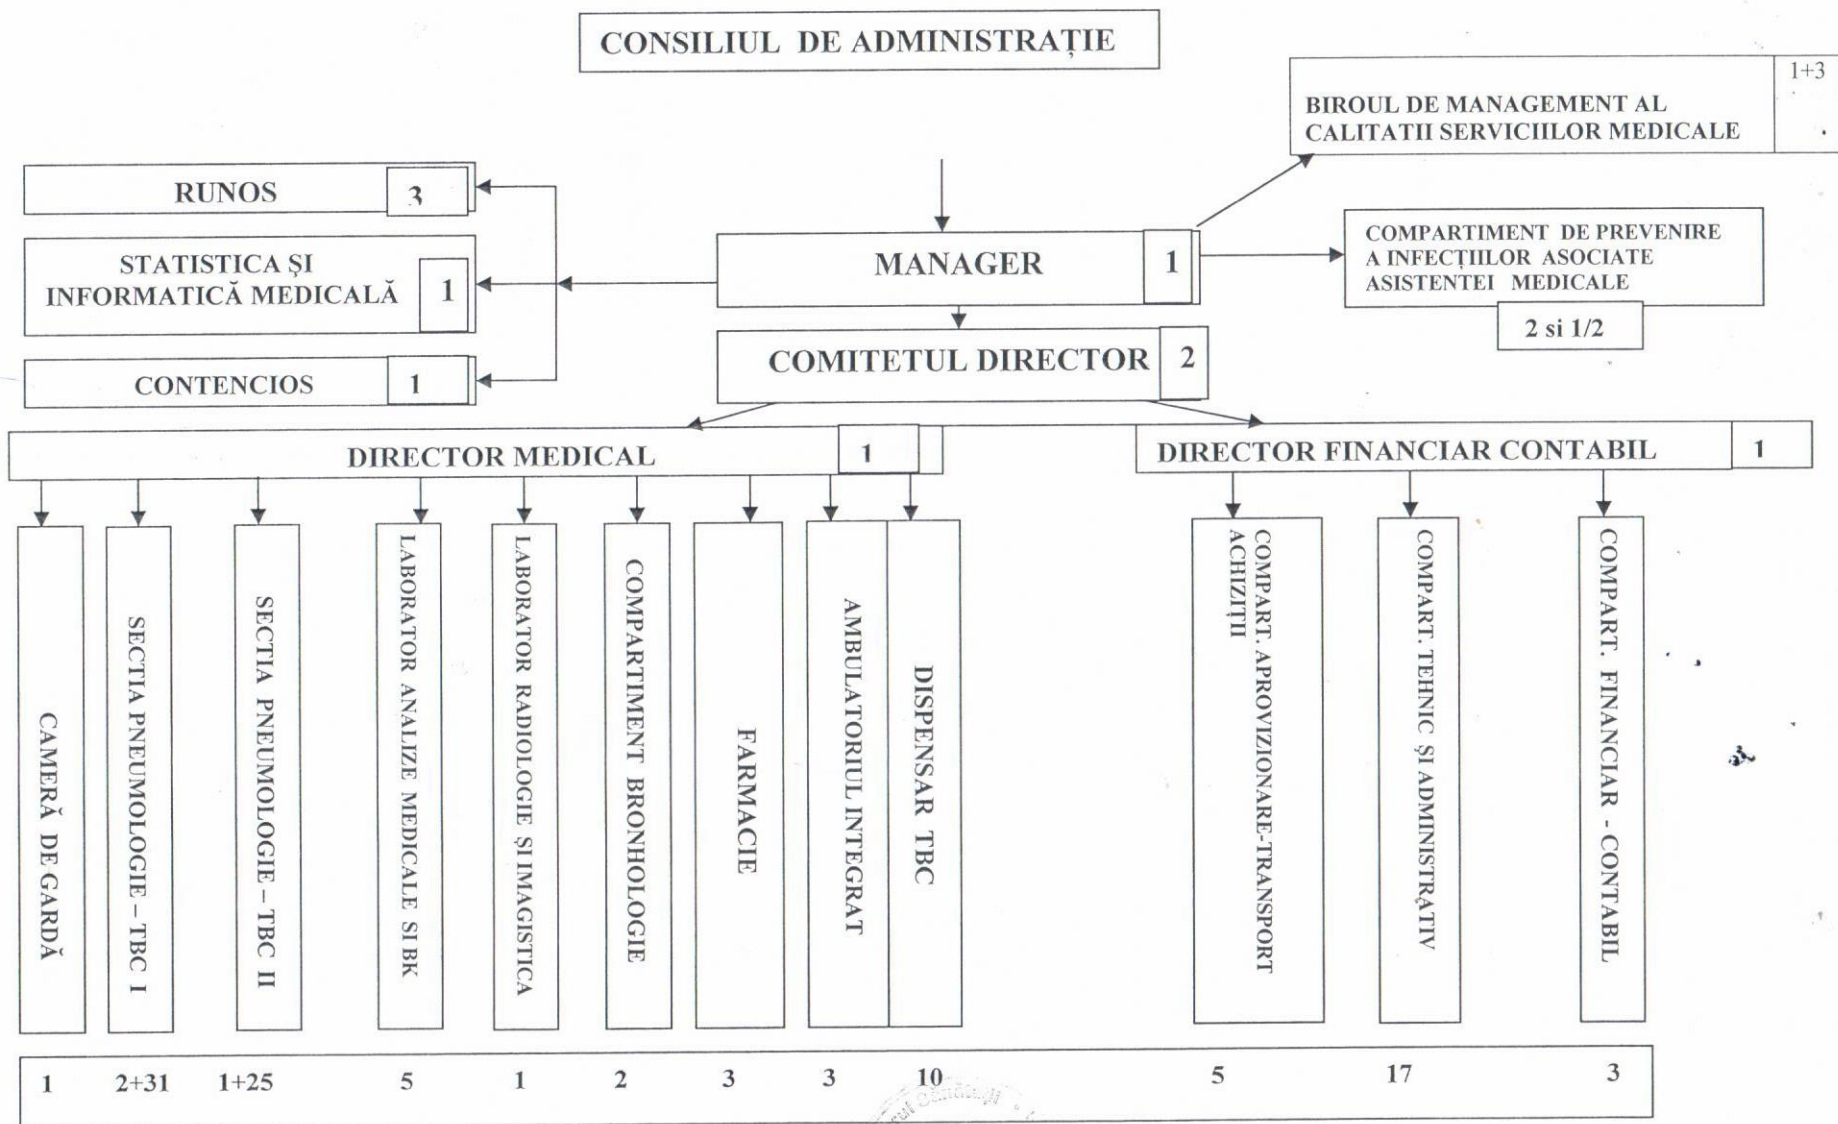 CONSILIUL DE ADMINISTRAȚIE
1+3
BIROUL DE MANAGEMENT AL
CALITATII SERVICIILOR MEDICALE
RUNOS
3
STATISTICA ȘI
INFORMATICĂ MEDICALĂ
1
CONTENCIOS
1
MANAGER
1
COMPARTIMENT DE PREVENIRE
A INFECȚIILOR ASOCIATE
ASISTENTEI MEDICALE
2 si 1/2
COMITETUL DIRECTOR
2
DIRECTOR MEDICAL
1
DIRECTOR FINANCIAR CONTABIL
1
CAMERĂ DE GARDĂ
SECTIA PNEUMOLOGIE – TBC I
SECTIA PNEUMOLOGIE – TBC II
LABORATOR ANALIZE MEDICALE SI BK
LABORATOR RADIOLOGIE ȘI IMAGISTICA
COMPARTIMENT BRONHOLOGIE
FARMACIE
AMBULATORIUL INTEGRAT
DISPENSAR TBC
COMPART. APROVIZIONARE-TRANSPORT
ACHIZIȚII
COMPART. TEHNIC ȘI ADMINISTRATIV
COMPART. FINANCIAR - CONTABIL
1 2+31 1+25 5 1 2 3 3 10 5 17 3